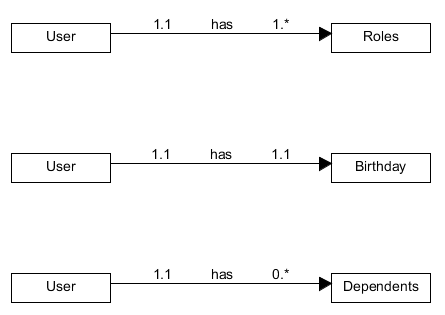 User 1.1 has 1.* Roles
User 1.1 has 1.1 Birthday
User 1.1 has 0.* Dependents